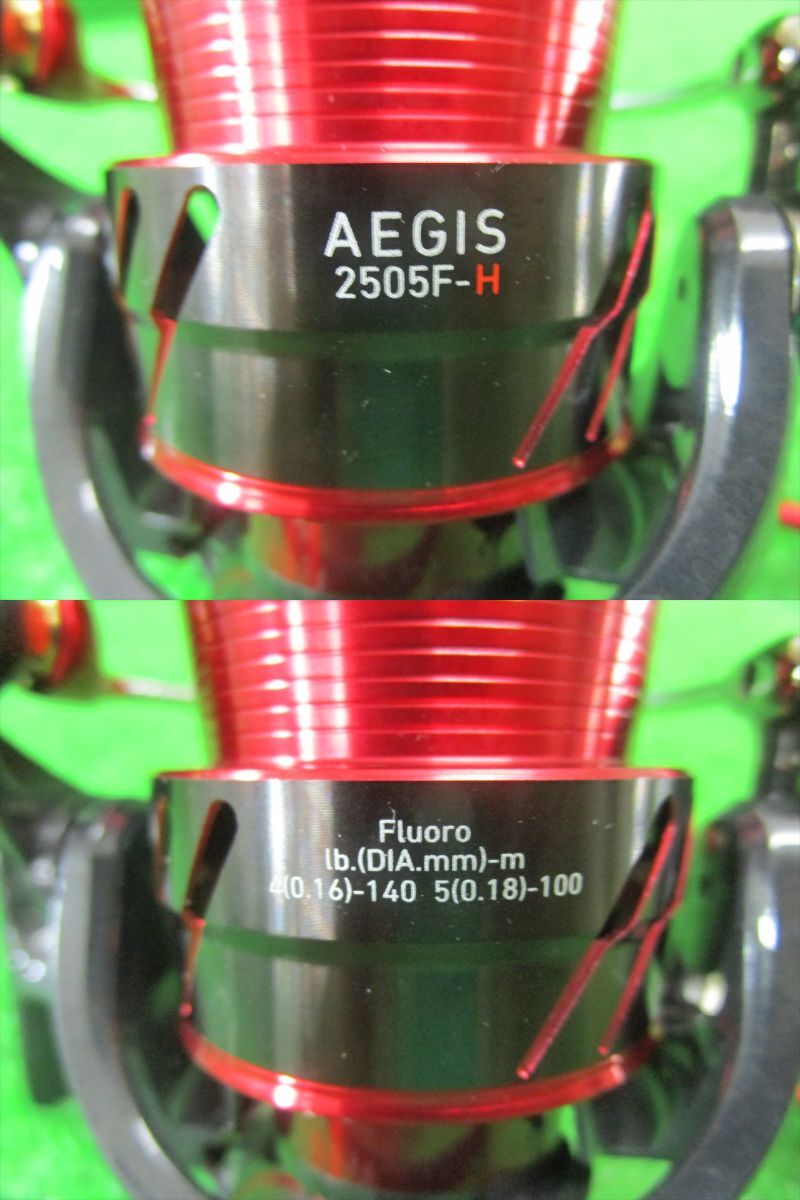 AEGIS
2505F-H
Fluoro
lb.(DIA.mm)-m
4(0.16)-140 5(0.18)-100